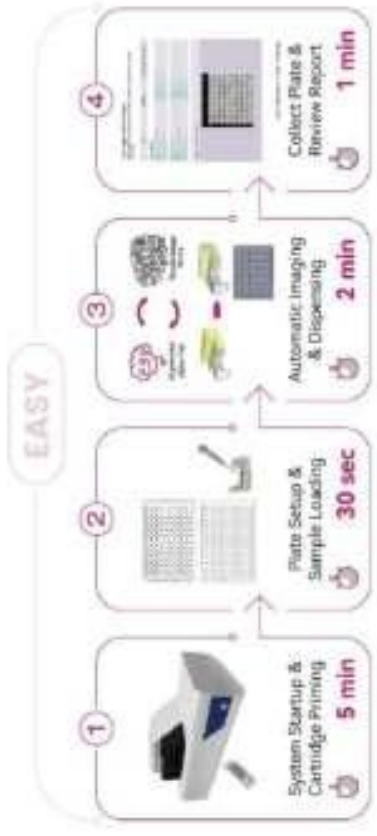 EASY
1
System Startup &
Cartridge Priming
5 min
2
Plate Setup &
Sample Loading
30 sec
3
Automatic Imaging
& Dispensing
2 min
4
Collect Plate &
Review Report
1 min